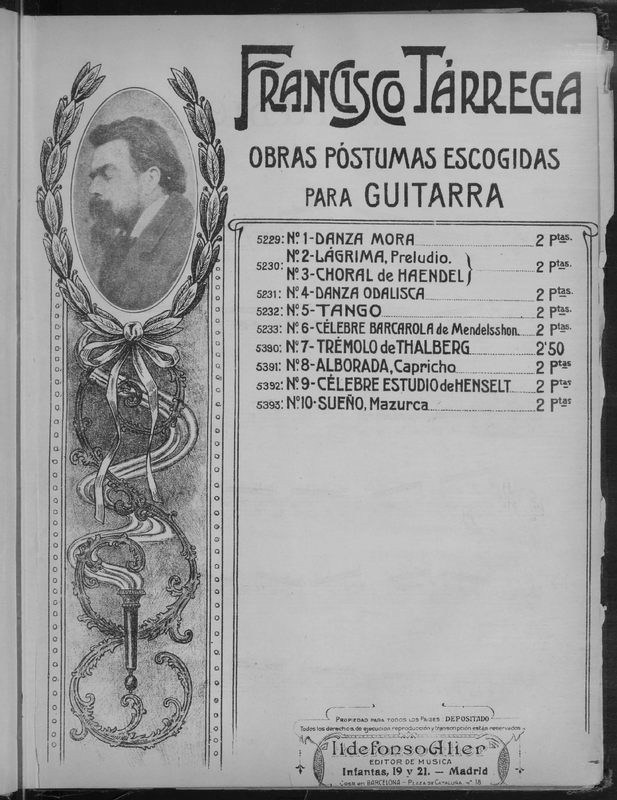 FRANCISCO TÁRREGA
OBRAS PÓSTUMAS ESCOGIDAS
PARA GUITARRA
5229: Nº 1-DANZA MORA 2 Ptas.
5230: Nº 2-LÁGRIMA, Preludio.
Nº 3-CHORAL de HAENDEL 2 Ptas.
5231: Nº 4-DANZA ODALISCA 2 Ptas.
5232: Nº 5-TANGO 2 Ptas.
5233: Nº 6-CÉLEBRE BARCAROLA de Mendelsshon. 2 Ptas.
5390: Nº 7-TRÉMOLO de THALBERG 2'50
5391: Nº 8-ALBORADA, Capricho 2 Ptas
5392: Nº 9-CÉLEBRE ESTUDIO de HENSELT 2 Ptas
5393: Nº 10-SUEÑO, Mazurca 2 Ptas
PROPIEDAD PARA TODOS LOS PAISES DEPOSITADO
Todos los derechos de ejecucion reproducción y transcripción estan reservados
Ildefonso Alier
EDITOR DE MÚSICA
Infantas, 19 y 21. — Madrid
CASA EN BARCELONA - PLAZA DE CATALUÑA, Nº 18